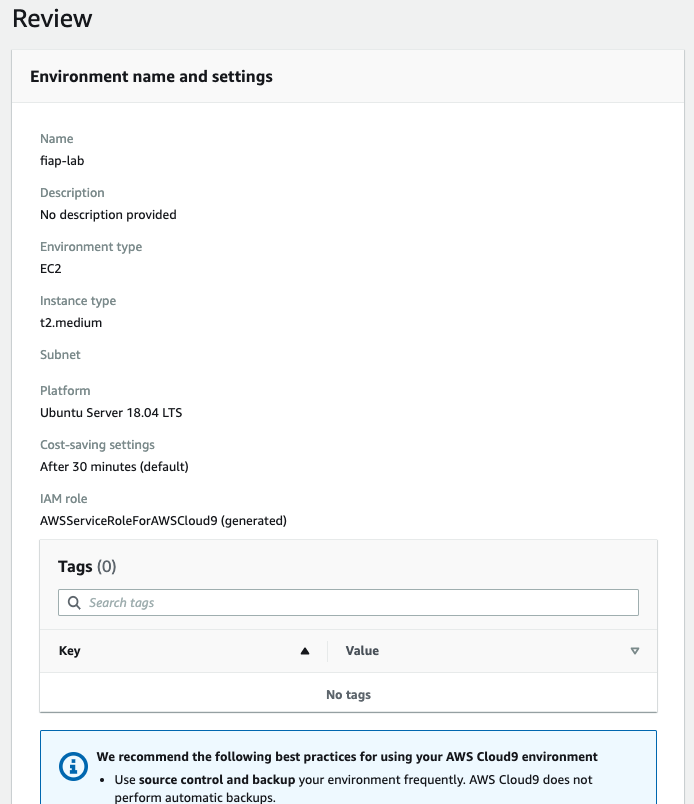 Review
Environment name and settings
Name
fiap-lab
Description
No description provided
Environment type
EC2
Instance type
t2.medium
Subnet
Platform
Ubuntu Server 18.04 LTS
Cost-saving settings
After 30 minutes (default)
IAM role
AWSServiceRoleForAWSCloud9 (generated)
Tags (0)
Search tags
Key Value
No tags
We recommend the following best practices for using your AWS Cloud9 environment
• Use source control and backup your environment frequently. AWS Cloud9 does not
perform automatic backups.